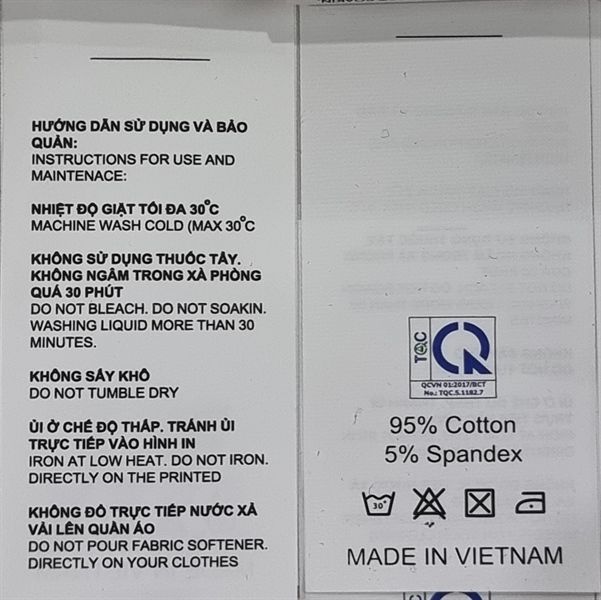 HƯỚNG DẪN SỬ DỤNG VÀ BẢO
QUẢN:
INSTRUCTIONS FOR USE AND
MAINTENACE:
NHIỆT ĐỘ GIẶT TỐI ĐA 30°C
MACHINE WASH COLD (MAX 30°C
KHÔNG SỬ DỤNG THUỐC TẨY.
KHÔNG NGÂM TRONG XÀ PHÒNG
QUÁ 30 PHÚT
DO NOT BLEACH. DO NOT SOAKIN.
WASHING LIQUID MORE THAN 30
MINUTES.
KHÔNG SẤY KHÔ
DO NOT TUMBLE DRY
ỦI Ở CHẾ ĐỘ THẤP. TRÁNH ỦI
TRỰC TIẾP VÀO HÌNH IN
IRON AT LOW HEAT. DO NOT IRON.
DIRECTLY ON THE PRINTED
KHÔNG ĐỔ TRỰC TIẾP NƯỚC XẢ
VẢI LÊN QUẦN ÁO
DO NOT POUR FABRIC SOFTENER.
DIRECTLY ON YOUR CLOTHES
TQC
QCVN 01:2017/BCT
No.: TQC.5.1182.7
95% Cotton
5% Spandex
30°
MADE IN VIETNAM